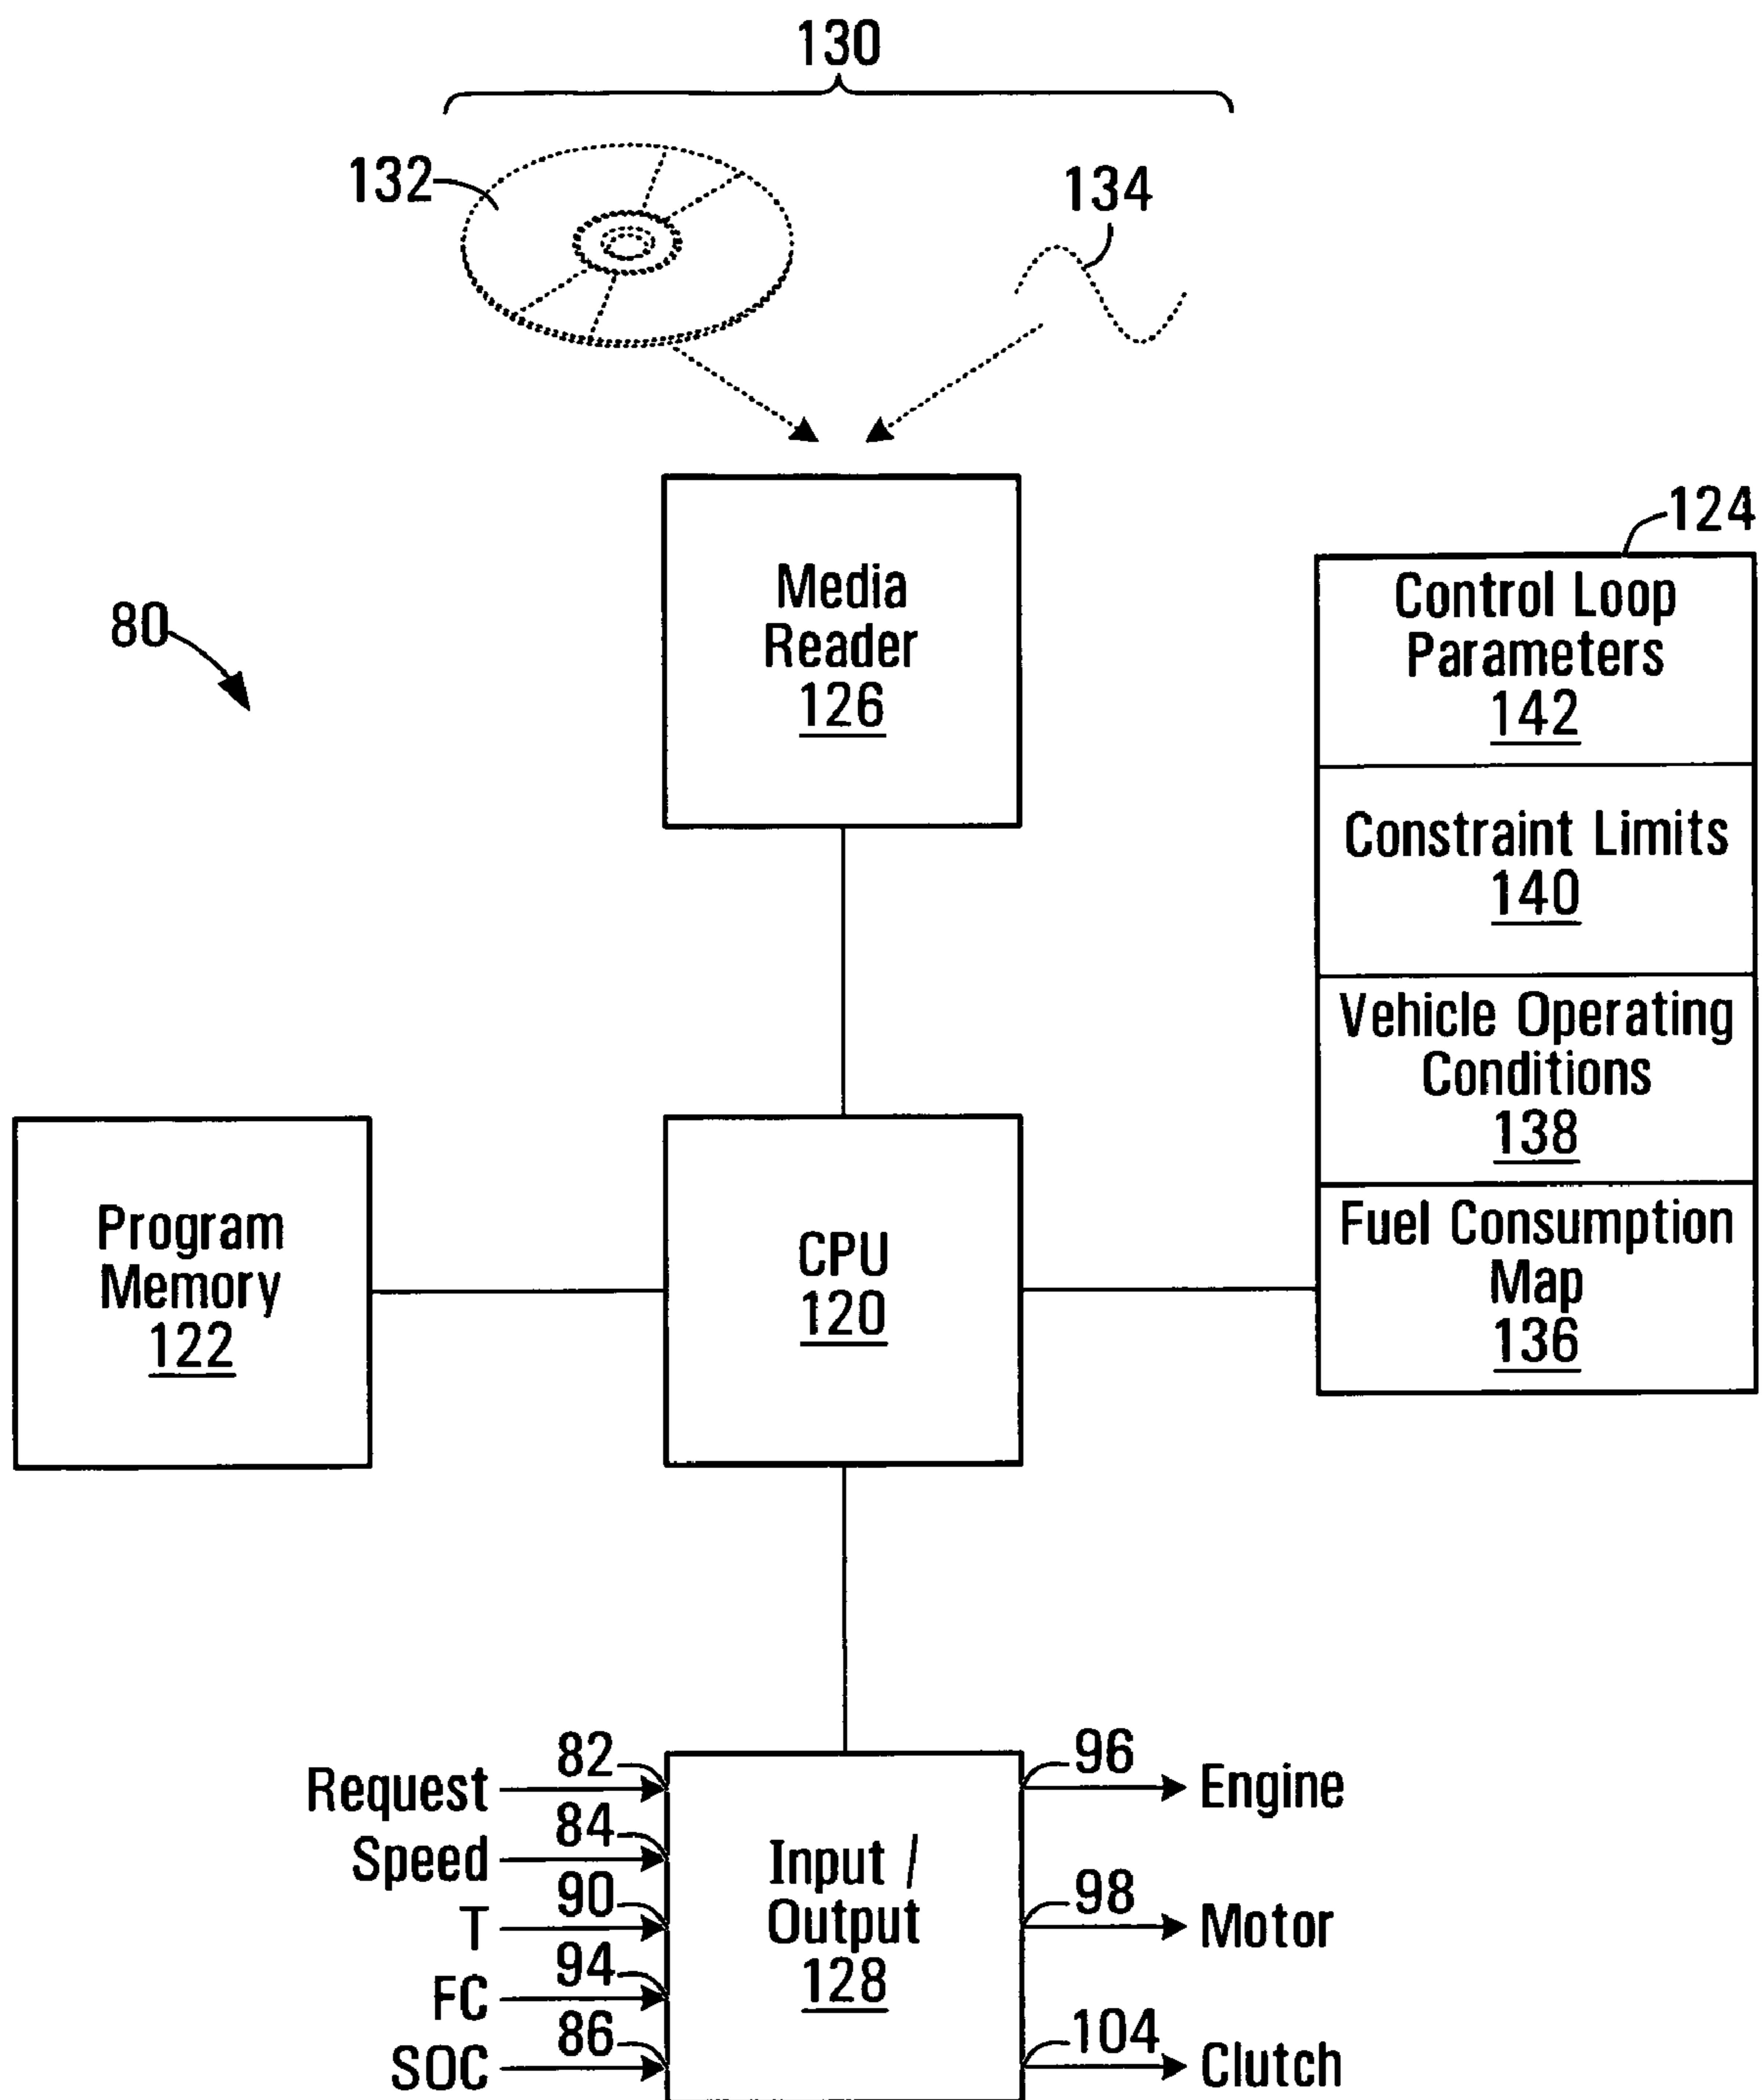 130
132
134
124
80
Media
Reader
126
Control Loop
Parameters
142
Constraint Limits
140
Vehicle Operating
Conditions
138
Fuel Consumption
Map
136
Program
Memory
122
CPU
120
Request 82
Speed 84
T 90
FC 94
SOC 86
Input /
Output
128
96 Engine
98 Motor
104 Clutch